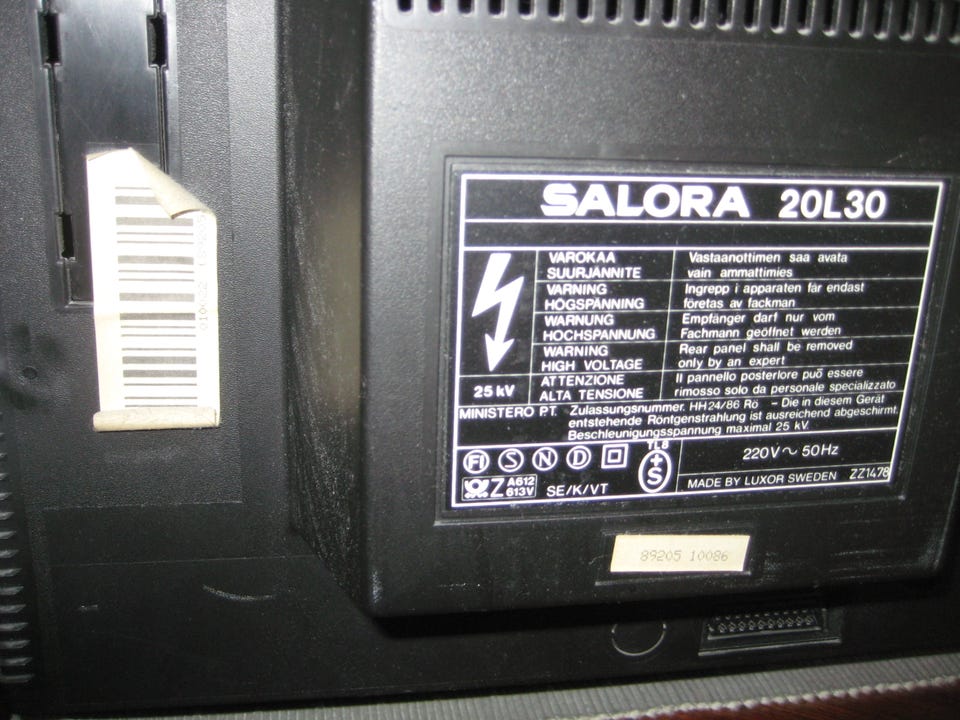 SALORA 20L30
VAROKAA
SUURJÄNNITE
Vastaanottimen saa avata
vain ammattimies
VARNING
HÖGSPÄNNING
Ingrepp i apparaten får endast
företas av fackman
WARNUNG
HOCHSPANNUNG
Empfänger darf nur vom
Fachmann geöffnet werden
WARNING
HIGH VOLTAGE
Rear panel shall be removed
only by an expert
25 kV
ATTENZIONE
ALTA TENSIONE
Il pannello posteriore può essere
rimosso solo da personale specializzato
MINISTERO P.T. Zulassungsnummer. HH 24/86 Rö - Die in diesem Gerät
entstehende Röntgenstrahlung ist ausreichend abgeschirmt.
Beschleunigungsspannung maximal 25 kV.
FI S N D
TL8
+S
Z A612
613V
SE/K/VT
220V~ 50Hz
MADE BY LUXOR SWEDEN ZZ1478
89205 10086